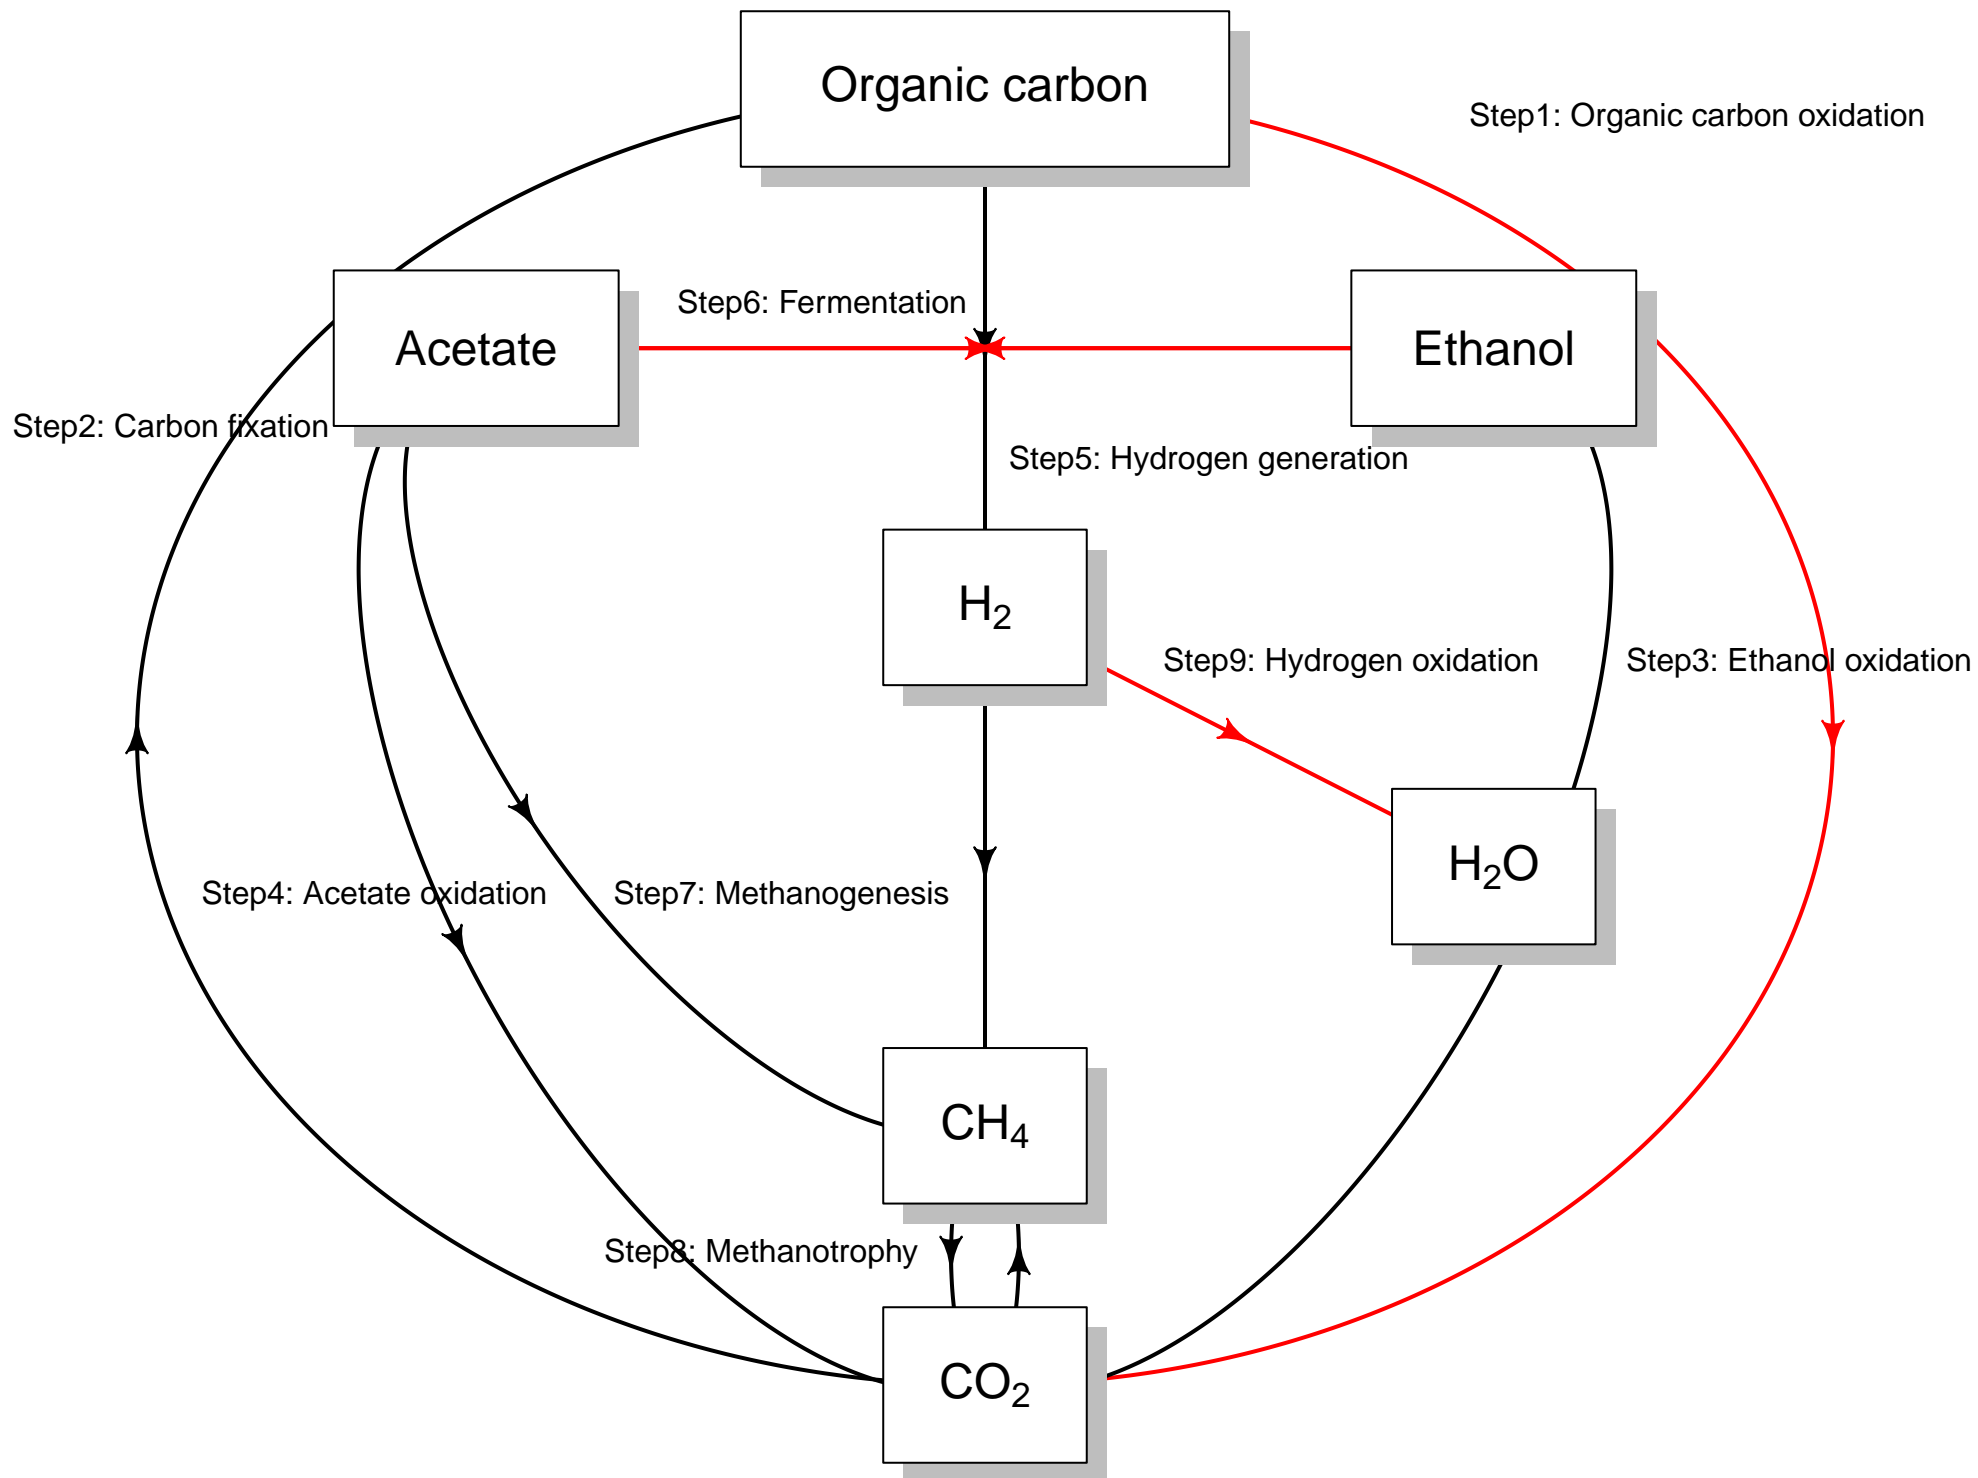 Organic carbon
Step1: Organic carbon oxidation
Step6: Fermentation
Acetate
Ethanol
Step2: Carbon fixation
Step5: Hydrogen generation
H₂
Step9: Hydrogen oxidation
Step3: Ethanol oxidation
H₂O
Step4: Acetate oxidation
Step7: Methanogenesis
CH₄
Step8: Methanotrophy
CO₂